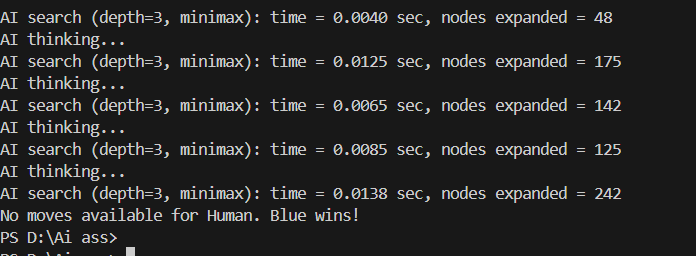 AI search (depth=3, minimax): time = 0.0040 sec, nodes expanded = 48
AI thinking...
AI search (depth=3, minimax): time = 0.0125 sec, nodes expanded = 175
AI thinking...
AI search (depth=3, minimax): time = 0.0065 sec, nodes expanded = 142
AI thinking...
AI search (depth=3, minimax): time = 0.0085 sec, nodes expanded = 125
AI thinking...
AI search (depth=3, minimax): time = 0.0138 sec, nodes expanded = 242
No moves available for Human. Blue wins!
PS D:\Ai ass>